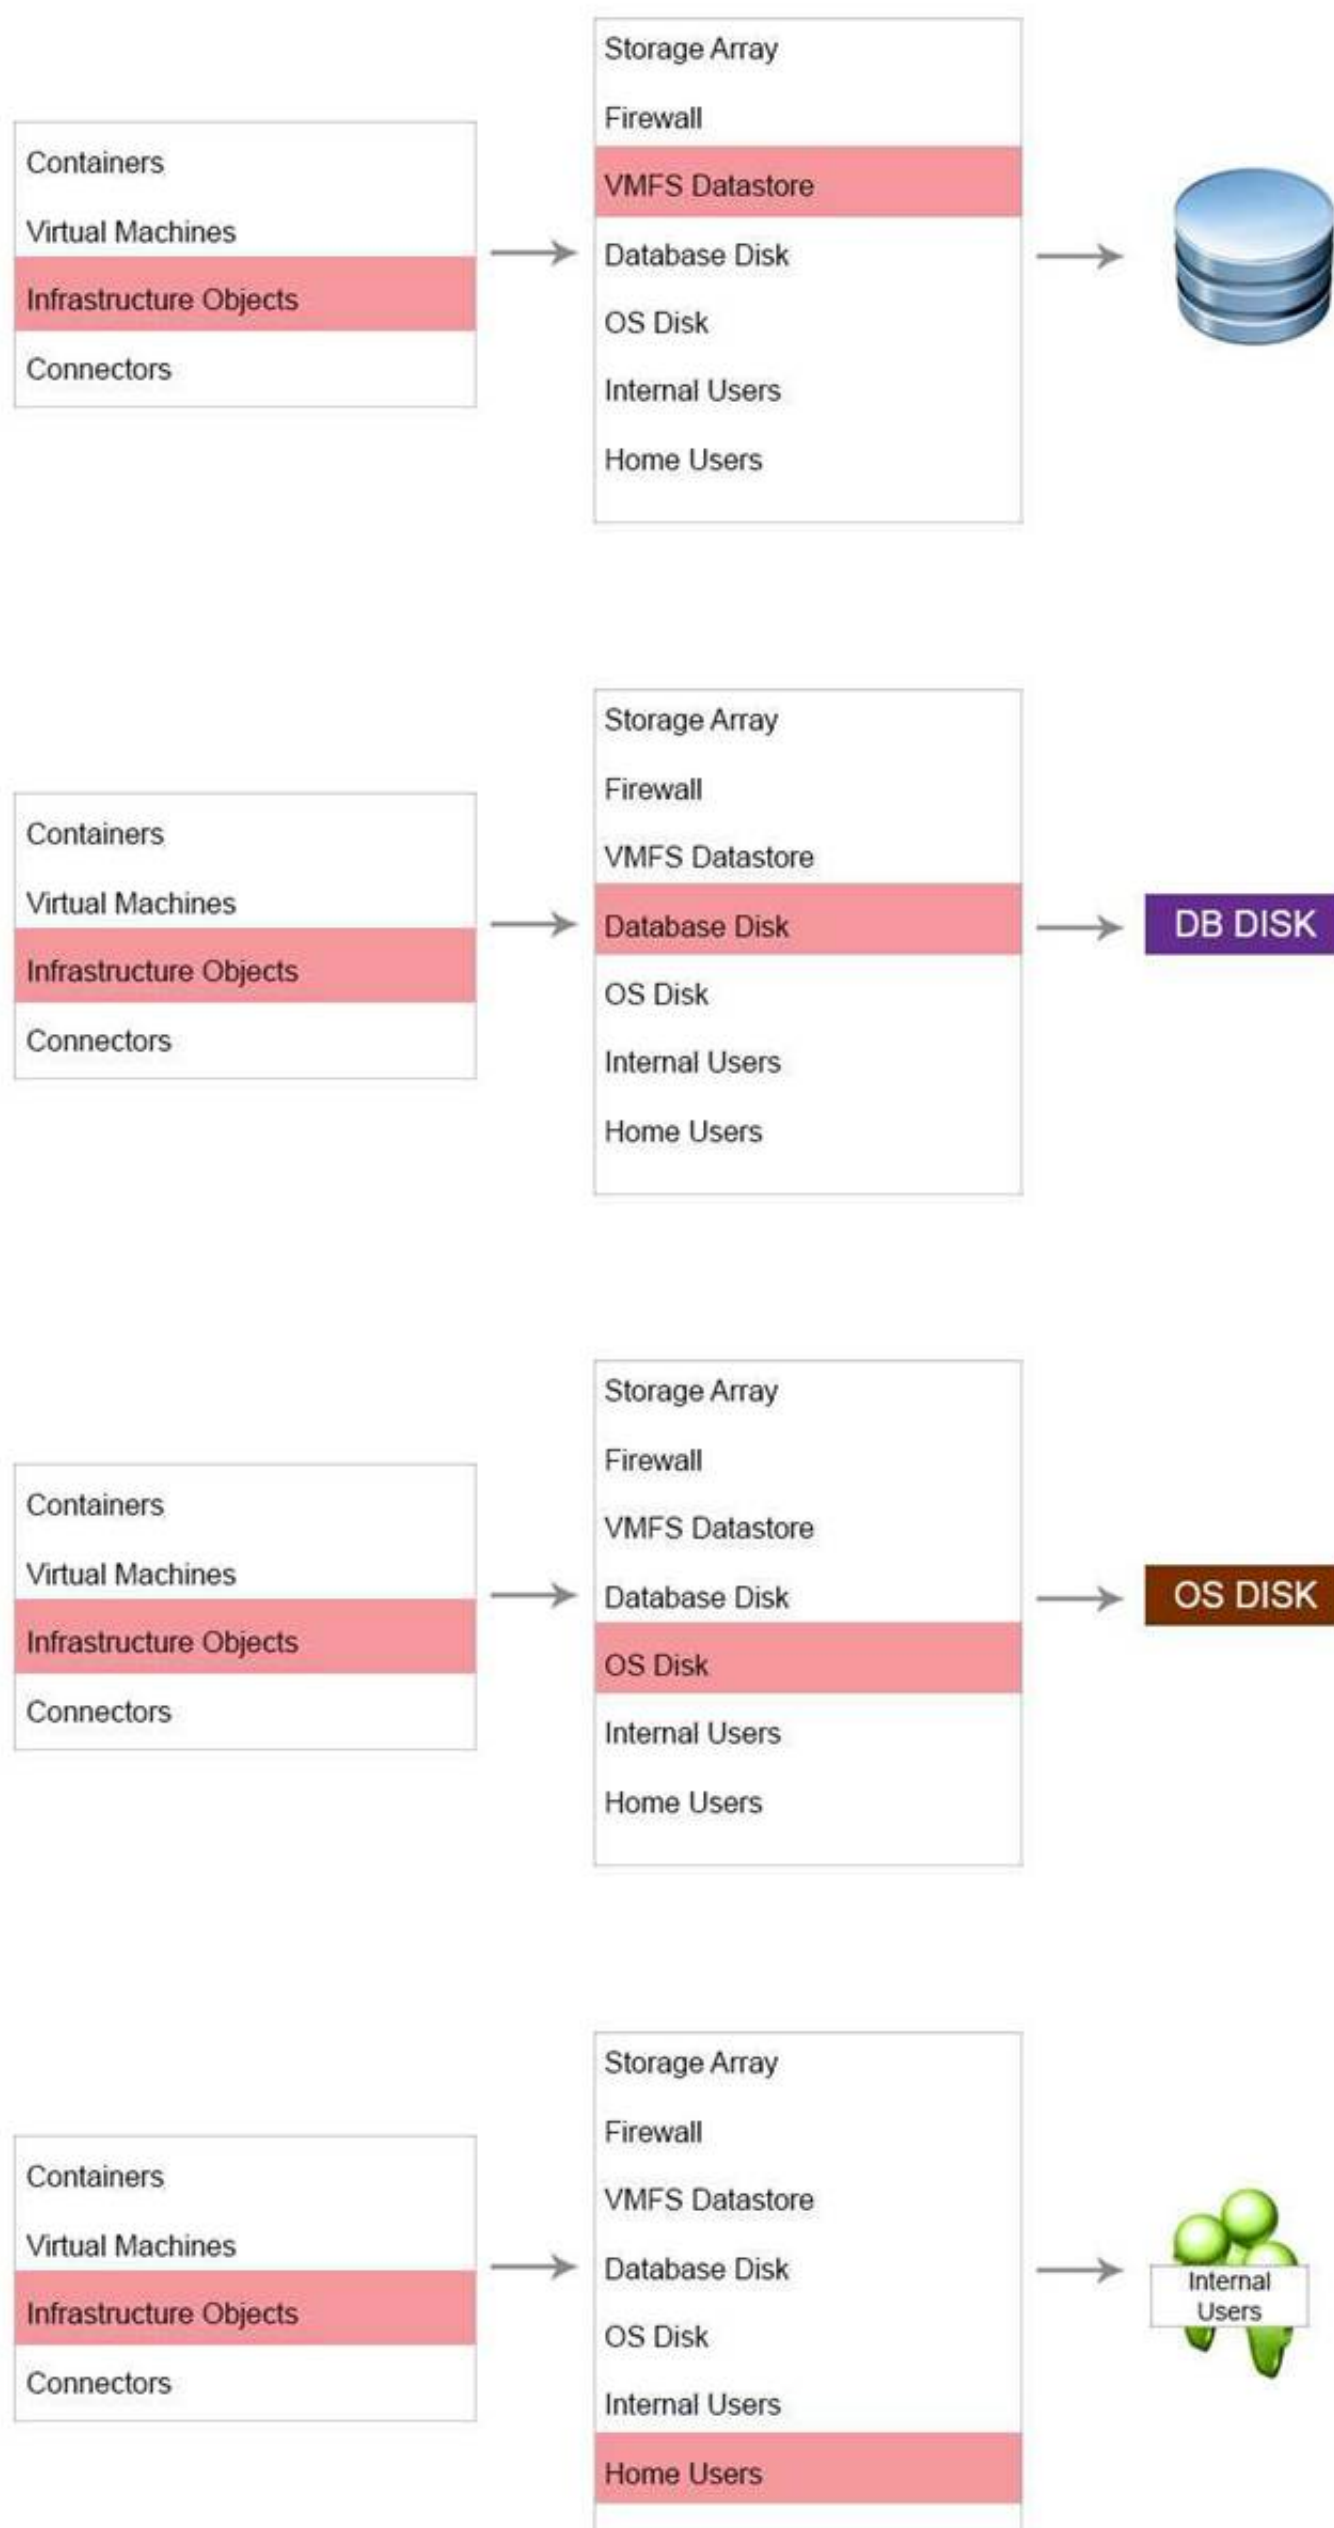 Containers
Virtual Machines
Infrastructure Objects
Connectors
Storage Array
Firewall
VMFS Datastore
Database Disk
OS Disk
Internal Users
Home Users
Containers
Virtual Machines
Infrastructure Objects
Connectors
Storage Array
Firewall
VMFS Datastore
Database Disk
OS Disk
Internal Users
Home Users
DB DISK
Containers
Virtual Machines
Infrastructure Objects
Connectors
Storage Array
Firewall
VMFS Datastore
Database Disk
OS Disk
Internal Users
Home Users
OS DISK
Containers
Virtual Machines
Infrastructure Objects
Connectors
Storage Array
Firewall
VMFS Datastore
Database Disk
OS Disk
Internal Users
Home Users
Internal
Users